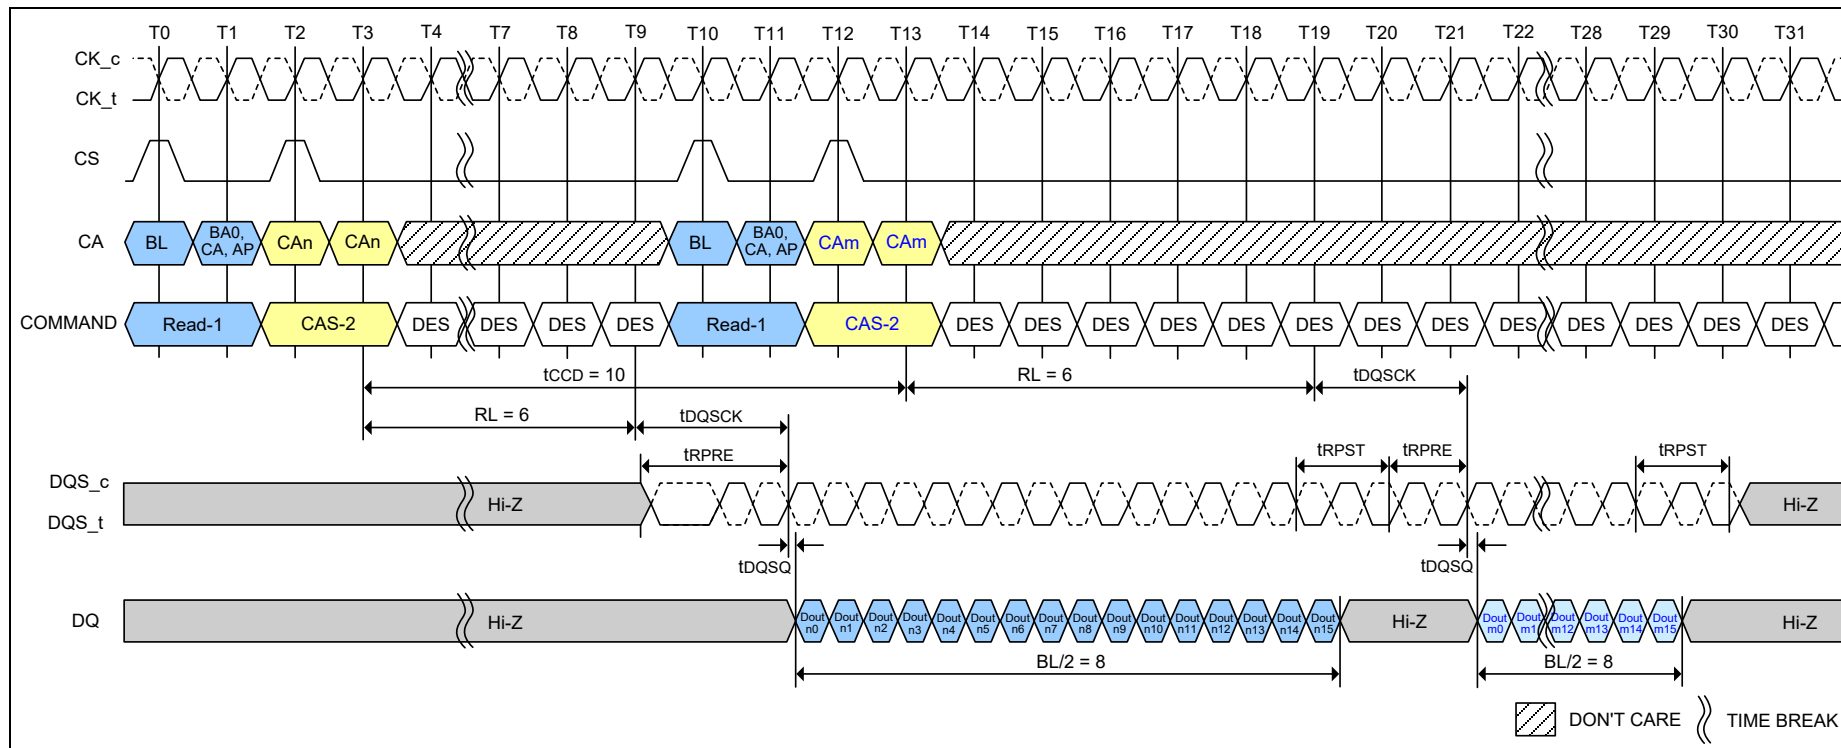 T0 T1 T2 T3 T4 T7 T8 T9 T10 T11 T12 T13 T14 T15 T16 T17 T18 T19 T20 T21 T22 T28 T29 T30 T31
CK_c
CK_t
CS
CA BL BA0, CA, AP CAn CAn BL BA0, CA, AP CAm CAm
COMMAND Read-1 CAS-2 DES DES DES DES Read-1 CAS-2 DES DES DES DES DES DES DES DES DES DES DES DES DES
tCCD = 10 RL = 6 tDQSCK
RL = 6 tDQSCK
tRPRE tRPST tRPRE tRPST
DQS_c
DQS_t
Hi-Z Hi-Z
tDQSQ tDQSQ
DQ Hi-Z Dout n0 Dout n1 Dout n2 Dout n3 Dout n4 Dout n5 Dout n6 Dout n7 Dout n8 Dout n9 Dout n10 Dout n11 Dout n12 Dout n13 Dout n14 Dout n15 Hi-Z Dout m0 Dout m1 Dout m12 Dout m13 Dout m14 Dout m15 Hi-Z
BL/2 = 8 BL/2 = 8
DON'T CARE TIME BREAK